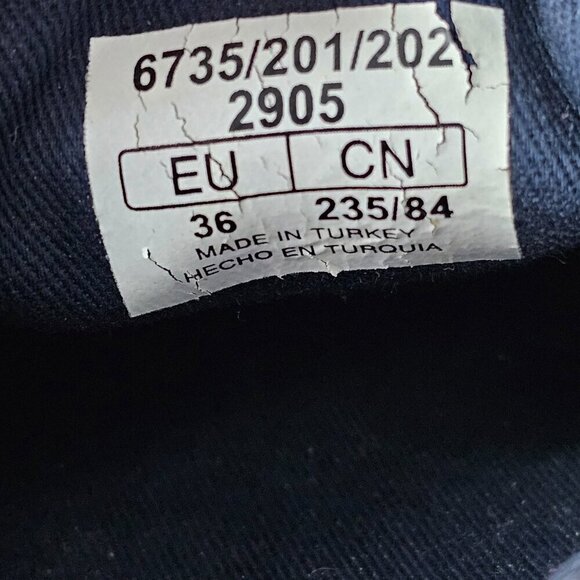 6735/201/202
2905
EU CN
36 235/84
MADE IN TURKEY
HECHO EN TURQUIA